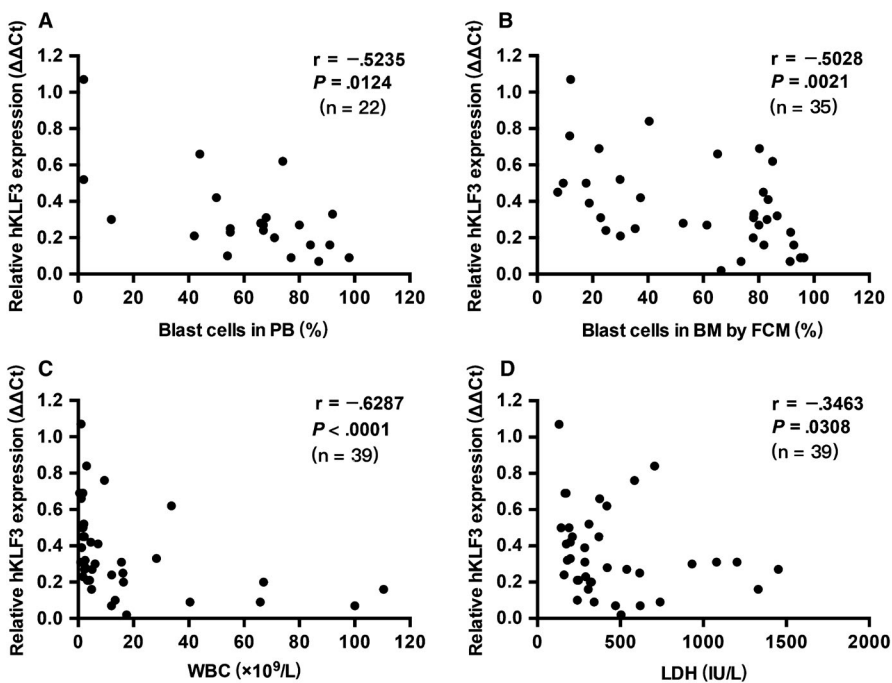 A
Relative hKLF3 expression (ΔΔCt)
1.2
1.0
0.8
0.6
0.4
0.2
0.0
r = −.5235
P = .0124
(n = 22)
0 20 40 60 80 100 120
Blast cells in PB (%)
B
Relative hKLF3 expression (ΔΔCt)
1.2
1.0
0.8
0.6
0.4
0.2
0.0
r = −.5028
P = .0021
(n = 35)
0 20 40 60 80 100 120
Blast cells in BM by FCM (%)
C
Relative hKLF3 expression (ΔΔCt)
1.2
1.0
0.8
0.6
0.4
0.2
0.0
r = −.6287
P < .0001
(n = 39)
0 20 40 60 80 100 120
WBC (×10⁹/L)
D
Relative hKLF3 expression (ΔΔCt)
1.2
1.0
0.8
0.6
0.4
0.2
0.0
r = −.3463
P = .0308
(n = 39)
0 500 1000 1500 2000
LDH (IU/L)